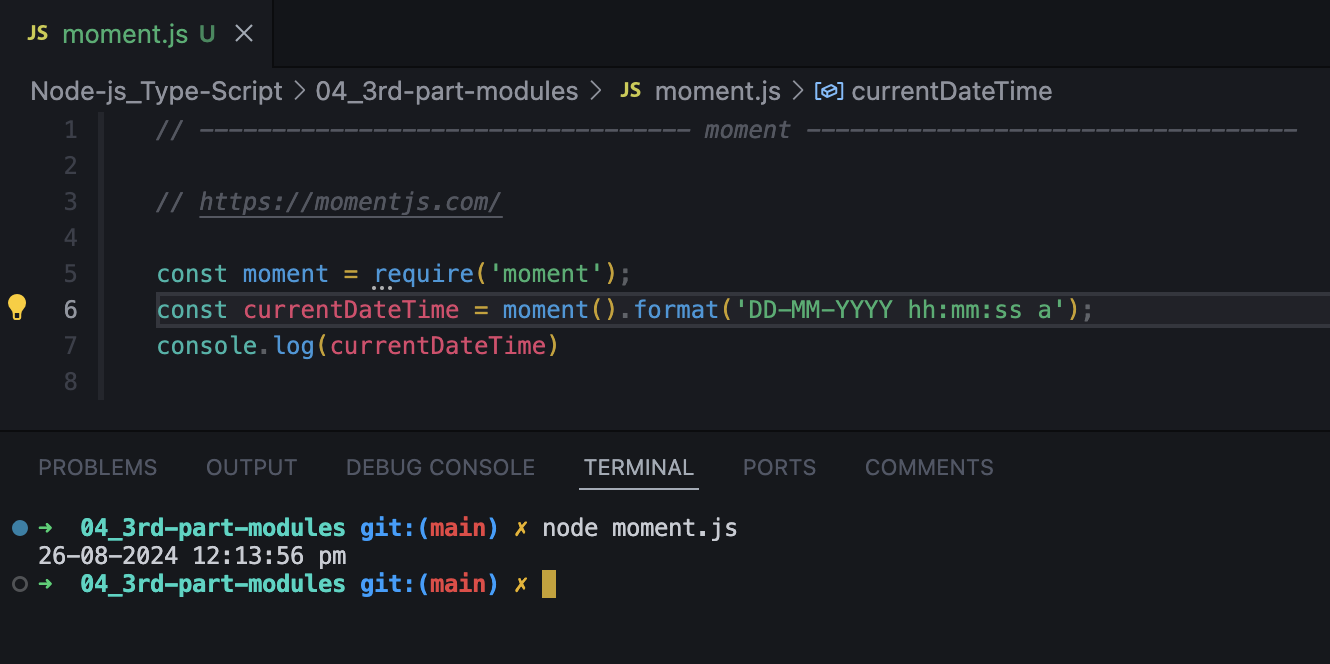 JS moment.js U ×
Node-js_Type-Script > 04_3rd-part-modules > JS moment.js > currentDateTime
1 // ---------------------------------- moment ----------------------------------
2
3 // https://momentjs.com/
4
5 const moment = require('moment');
6 const currentDateTime = moment().format('DD-MM-YYYY hh:mm:ss a');
7 console.log(currentDateTime)
8
PROBLEMS OUTPUT DEBUG CONSOLE TERMINAL PORTS COMMENTS
➜ 04_3rd-part-modules git:(main) ✗ node moment.js
26-08-2024 12:13:56 pm
➜ 04_3rd-part-modules git:(main) ✗